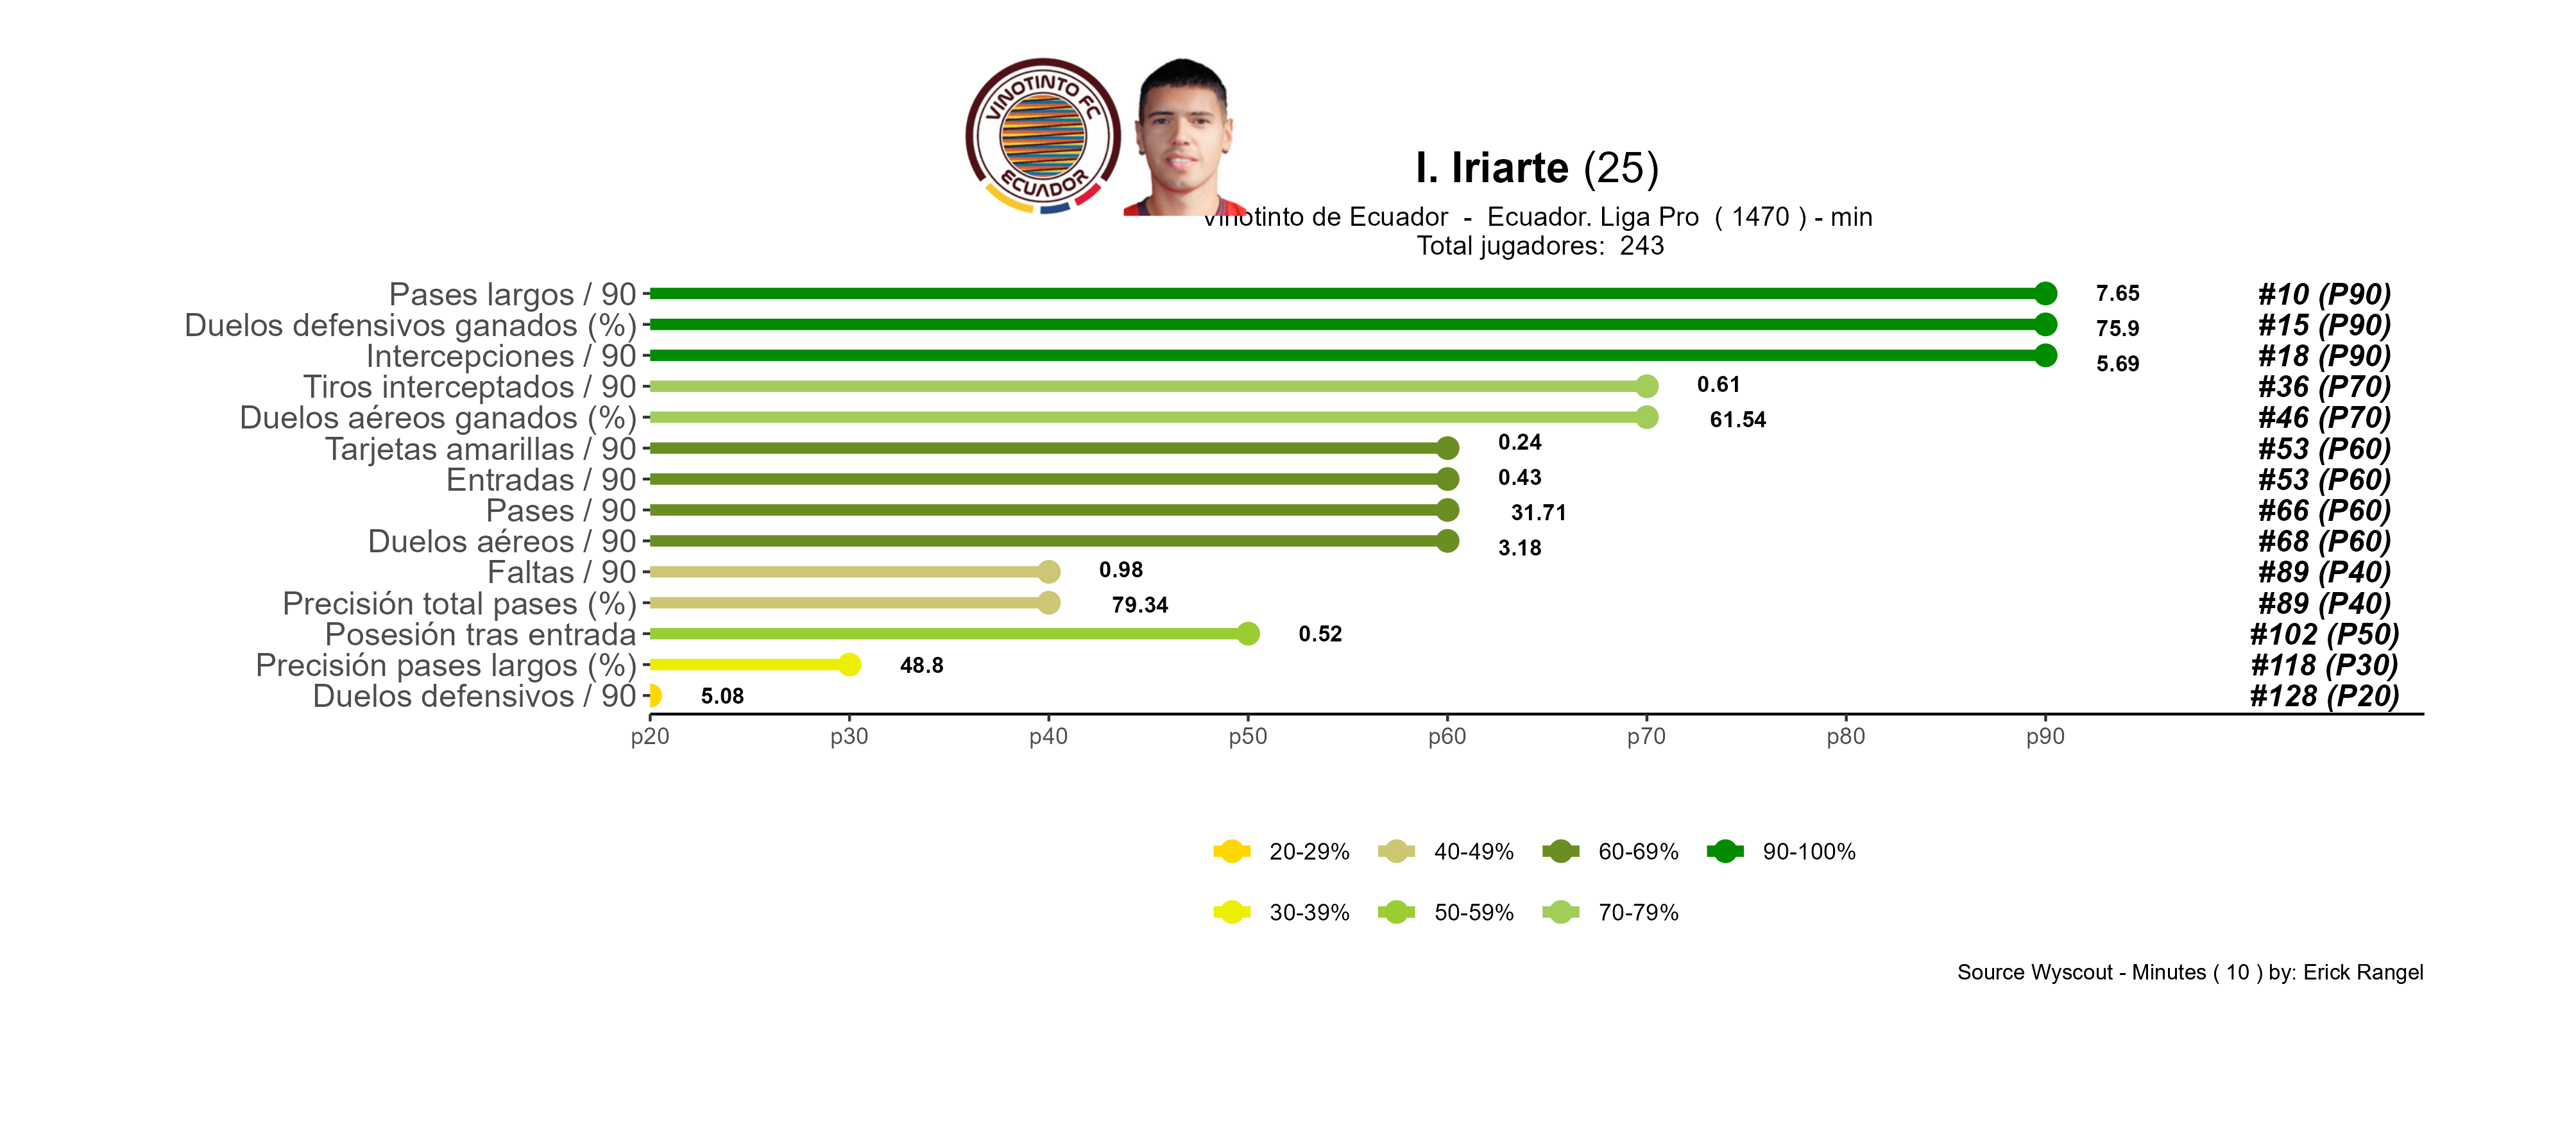 VINOTINTO FC
ECUADOR
I. Iriarte (25)
Vinotinto de Ecuador - Ecuador. Liga Pro ( 1470 ) - min
Total jugadores: 243
Pases largos / 90 7.65 #10 (P90)
Duelos defensivos ganados (%) 75.9 #15 (P90)
Intercepciones / 90 5.69 #18 (P90)
Tiros interceptados / 90 0.61 #36 (P70)
Duelos aéreos ganados (%) 61.54 #46 (P70)
Tarjetas amarillas / 90 0.24 #53 (P60)
Entradas / 90 0.43 #53 (P60)
Pases / 90 31.71 #66 (P60)
Duelos aéreos / 90 3.18 #68 (P60)
Faltas / 90 0.98 #89 (P40)
Precisión total pases (%) 79.34 #89 (P40)
Posesión tras entrada 0.52 #102 (P50)
Precisión pases largos (%) 48.8 #118 (P30)
Duelos defensivos / 90 5.08 #128 (P20)
p20 p30 p40 p50 p60 p70 p80 p90
20-29% 40-49% 60-69% 90-100%
30-39% 50-59% 70-79%
Source Wyscout - Minutes ( 10 ) by: Erick Rangel